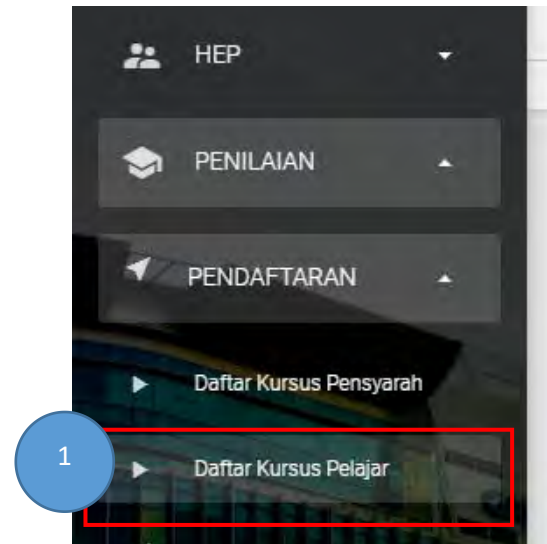 HEP
PENILAIAN
PENDAFTARAN
Daftar Kursus Pensyarah
1
Daftar Kursus Pelajar